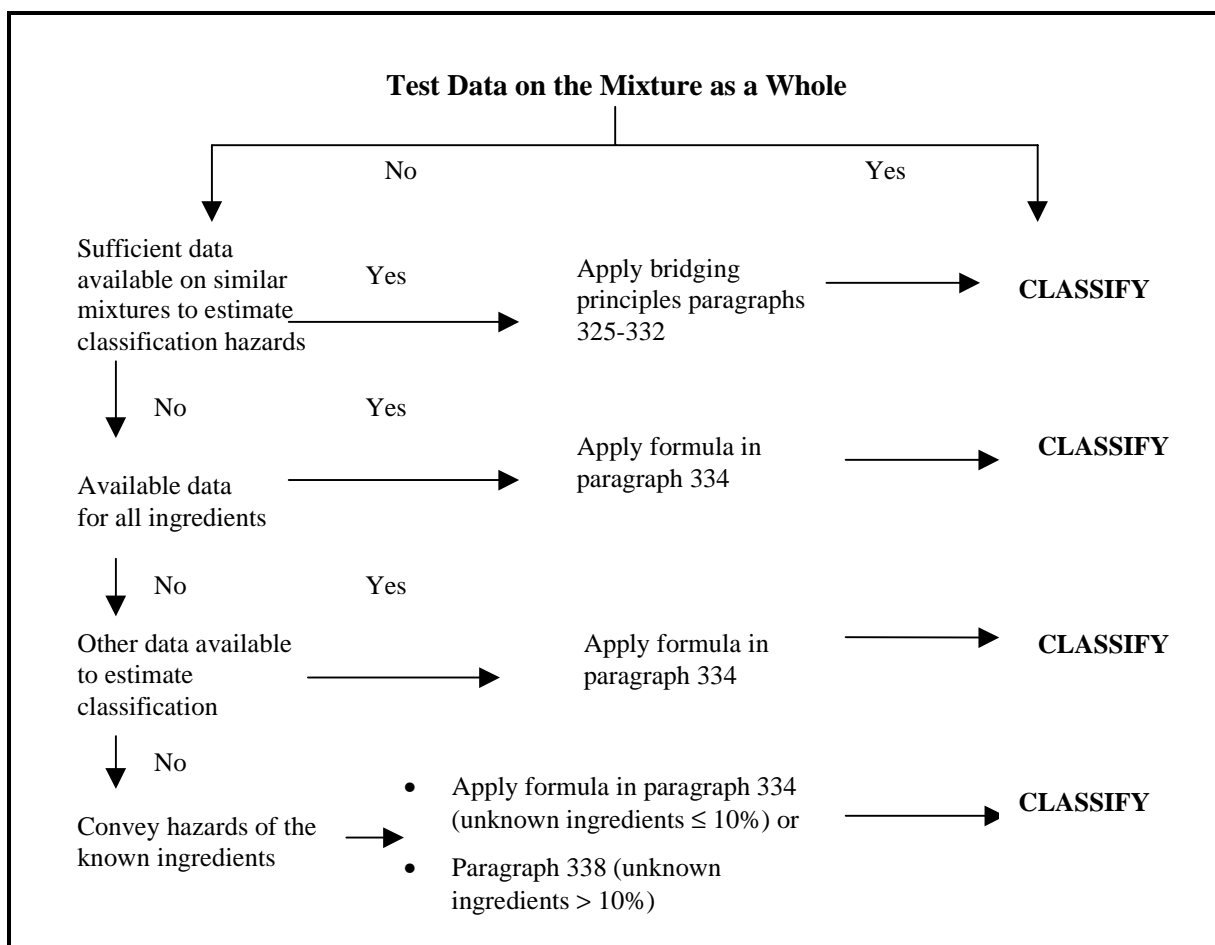 Test Data on the Mixture as a Whole
No
Yes
Sufficient data
available on similar
mixtures to estimate
classification hazards
Yes
Apply bridging
principles paragraphs
325-332
CLASSIFY
No
Yes
Available data
for all ingredients
Apply formula in
paragraph 334
CLASSIFY
No
Yes
Other data available
to estimate
classification
Apply formula in
paragraph 334
CLASSIFY
No
Convey hazards of the
known ingredients
• Apply formula in paragraph 334
(unknown ingredients ≤ 10%) or
• Paragraph 338 (unknown
ingredients > 10%)
CLASSIFY